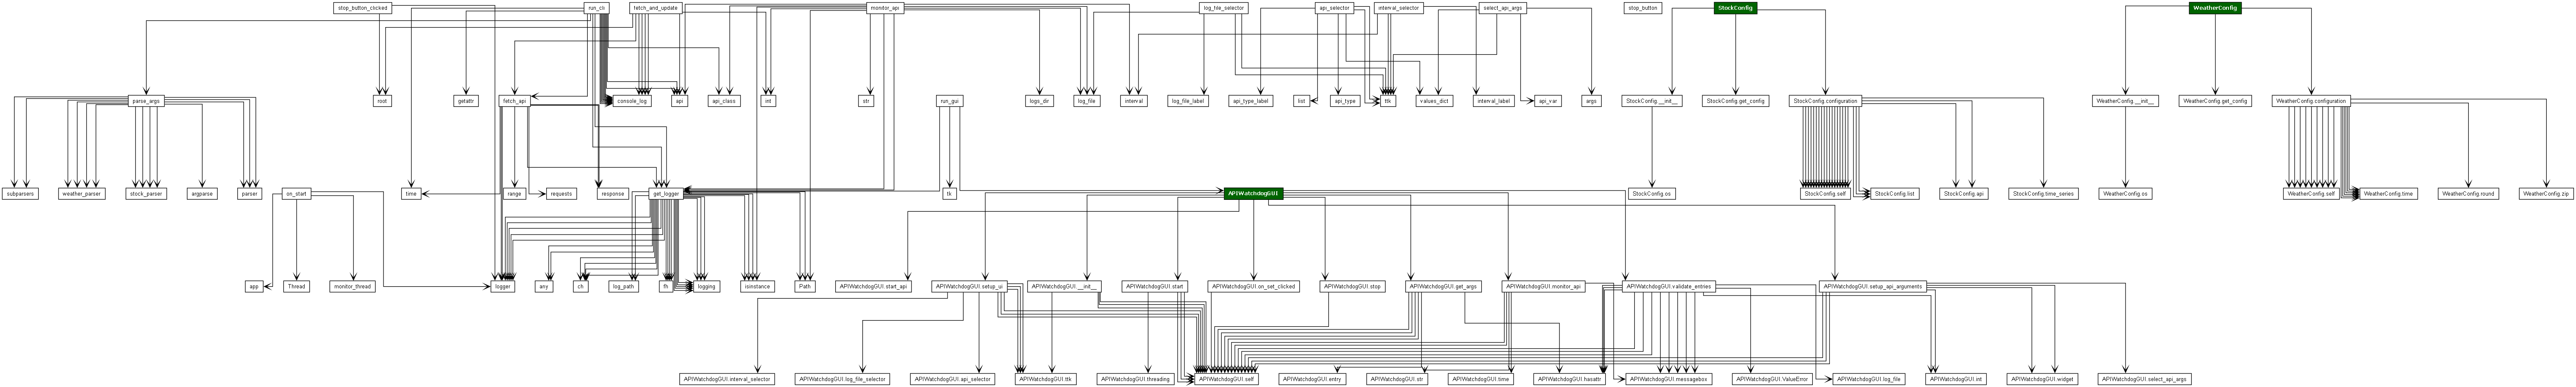 stop_button_clicked
run_cli
fetch_and_update
monitor_api
log_file_selector
api_selector
interval_selector
select_api_args
stop_button
StockConfig
WeatherConfig
parse_args
root
getattr
fetch_api
console_log
api
api_class
int
str
run_gui
logs_dir
log_file
interval
log_file_label
api_type_label
list
api_type
ttk
values_dict
interval_label
api_var
args
StockConfig.__init__
StockConfig.get_config
StockConfig.configuration
WeatherConfig.__init__
WeatherConfig.get_config
WeatherConfig.configuration
subparsers
weather_parser
stock_parser
argparse
parser
on_start
time
range
requests
response
get_logger
tk
APIWatchdogGUI
StockConfig.os
StockConfig.self
StockConfig.list
StockConfig.api
StockConfig.time_series
WeatherConfig.os
WeatherConfig.self
WeatherConfig.time
WeatherConfig.round
WeatherConfig.zip
app
Thread
monitor_thread
logger
any
ch
log_path
fh
logging
isinstance
Path
APIWatchdogGUI.start_api
APIWatchdogGUI.setup_ui
APIWatchdogGUI.__init__
APIWatchdogGUI.start
APIWatchdogGUI.on_set_clicked
APIWatchdogGUI.stop
APIWatchdogGUI.get_args
APIWatchdogGUI.monitor_api
APIWatchdogGUI.validate_entries
APIWatchdogGUI.setup_api_arguments
APIWatchdogGUI.interval_selector
APIWatchdogGUI.log_file_selector
APIWatchdogGUI.api_selector
APIWatchdogGUI.ttk
APIWatchdogGUI.threading
APIWatchdogGUI.self
APIWatchdogGUI.entry
APIWatchdogGUI.str
APIWatchdogGUI.time
APIWatchdogGUI.hasattr
APIWatchdogGUI.messagebox
APIWatchdogGUI.ValueError
APIWatchdogGUI.log_file
APIWatchdogGUI.int
APIWatchdogGUI.widget
APIWatchdogGUI.select_api_args